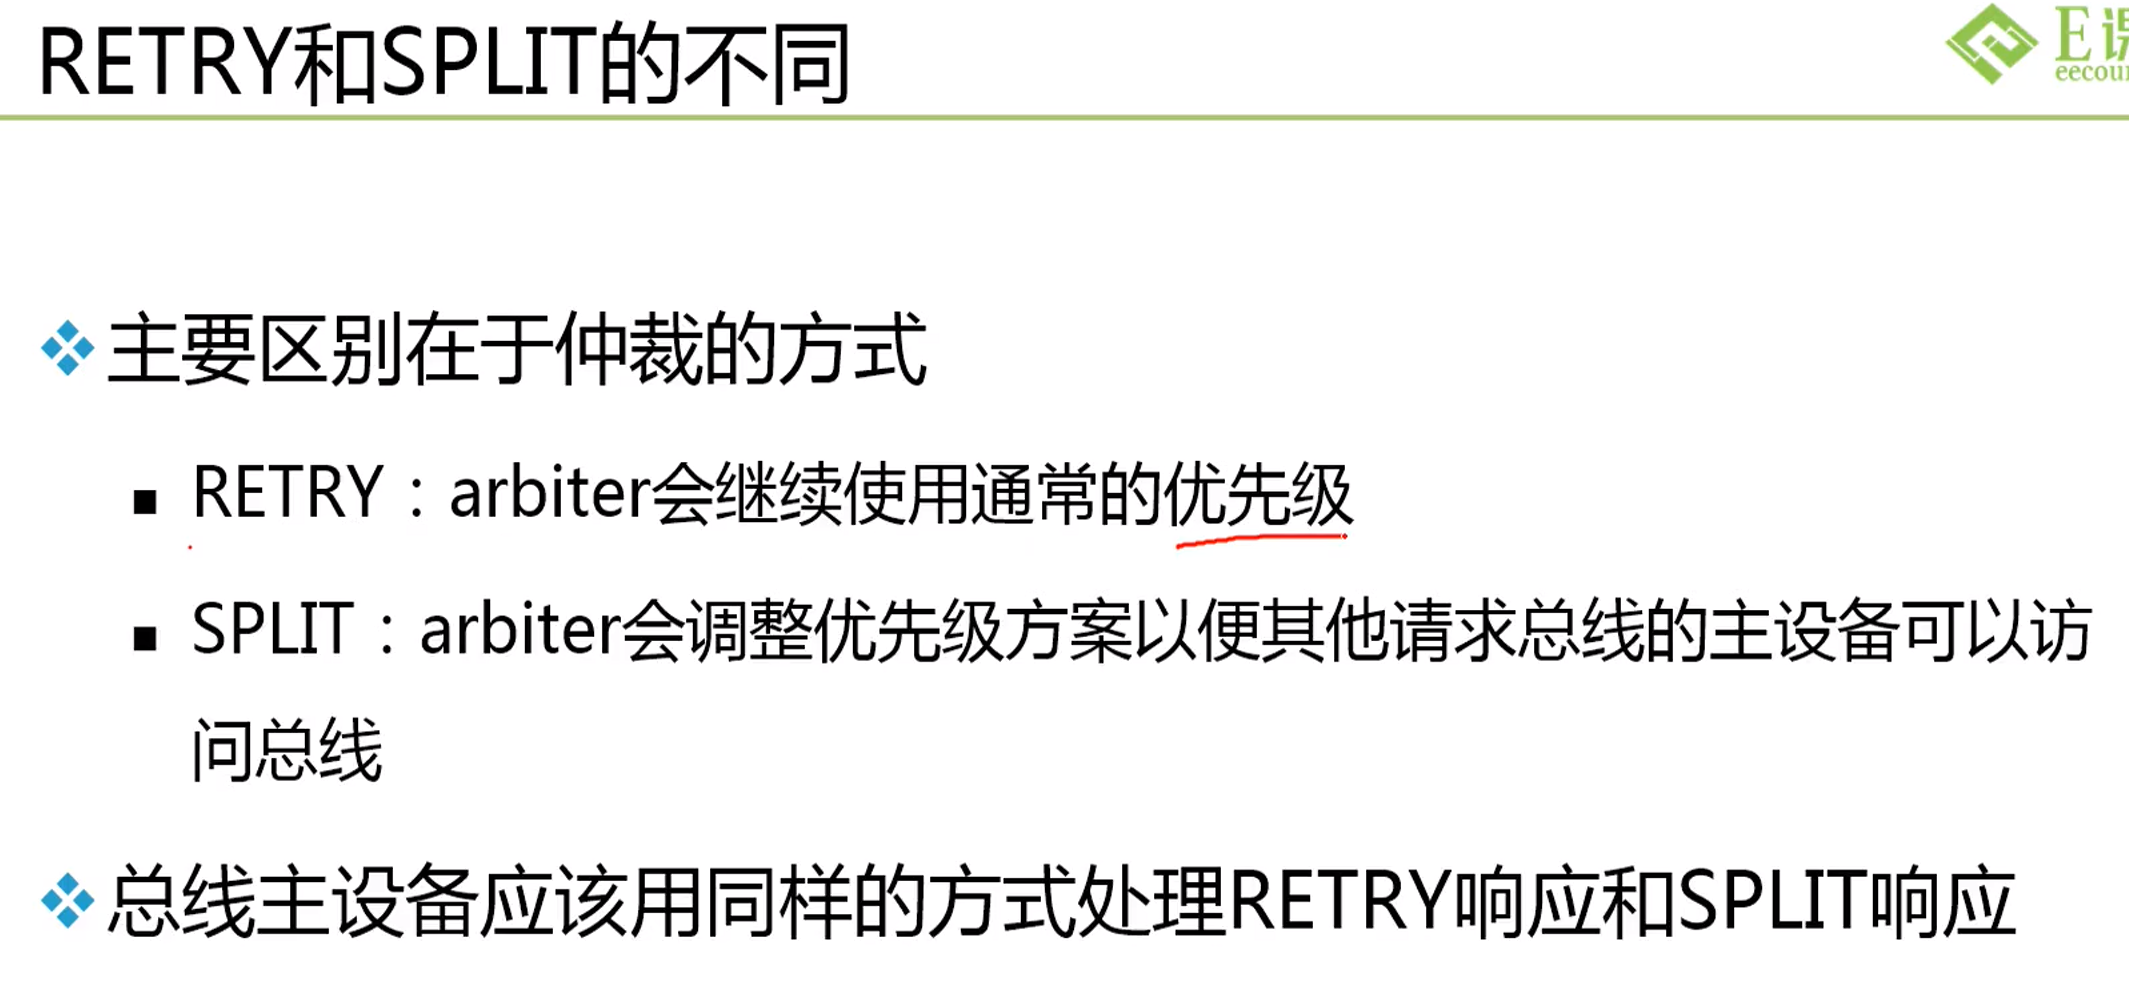 RETRY和SPLIT的不同
E课
主要区别在于仲裁的方式
RETRY：arbiter会继续使用通常的优先级
SPLIT：arbiter会调整优先级方案以便其他请求总线的主设备可以访
问总线
总线主设备应该用同样的方式处理RETRY响应和SPLIT响应